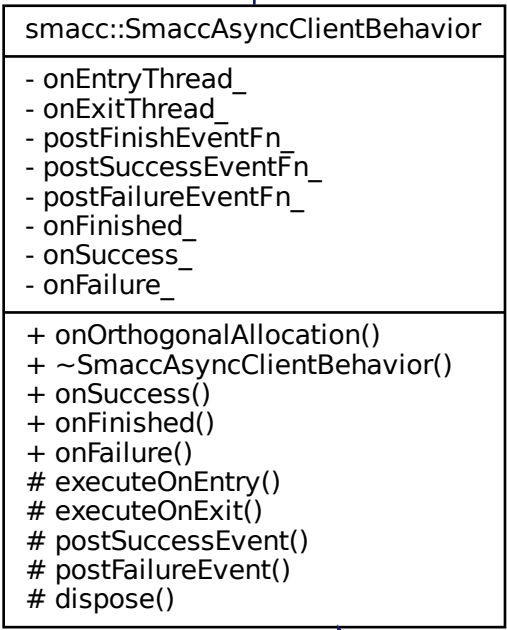 smacc::SmaccAsyncClientBehavior
- onEntryThread_
- onExitThread_
- postFinishEventFn_
- postSuccessEventFn_
- postFailureEventFn_
- onFinished_
- onSuccess_
- onFailure_
+ onOrthogonalAllocation()
+ ~SmaccAsyncClientBehavior()
+ onSuccess()
+ onFinished()
+ onFailure()
# executeOnEntry()
# executeOnExit()
# postSuccessEvent()
# postFailureEvent()
# dispose()